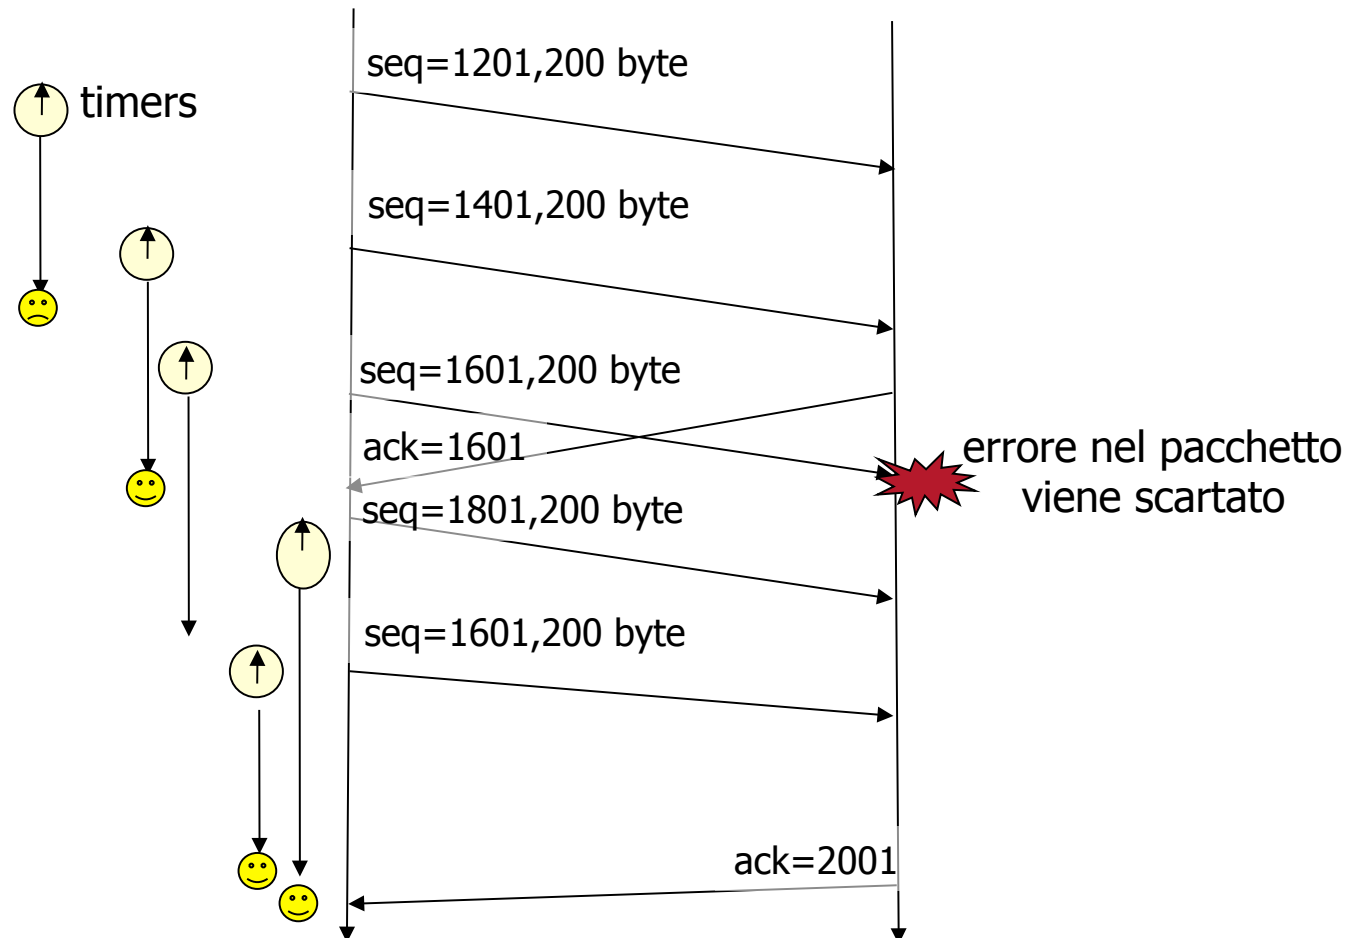 seq=1201,200 byte
timers
seq=1401,200 byte
seq=1601,200 byte
ack=1601
errore nel pacchetto
viene scartato
seq=1801,200 byte
seq=1601,200 byte
ack=2001